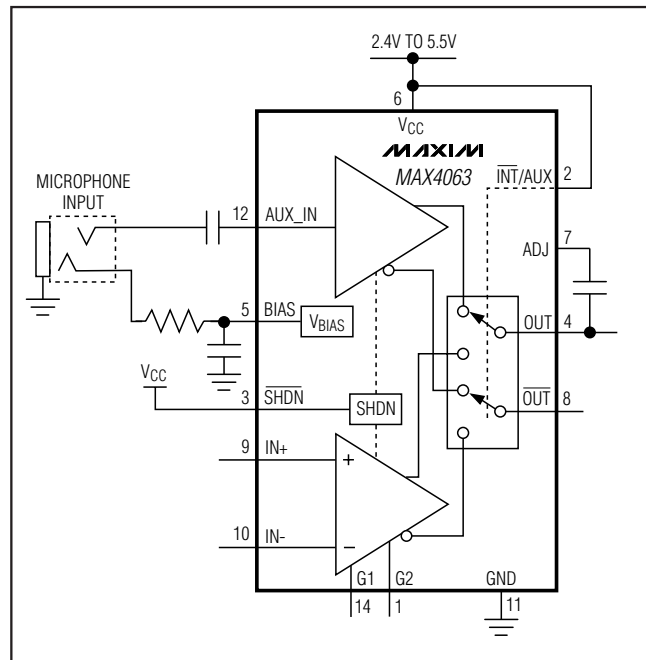 2.4V TO 5.5V
6
VCC
MAXIM
MAX4063
INT/AUX
2
MICROPHONE
INPUT
12
AUX_IN
ADJ
7
5
BIAS
VBIAS
OUT
4
VCC
3
SHDN
SHDN
OUT
8
9
IN+
+
10
IN-
−
G1
G2
GND
14
1
11